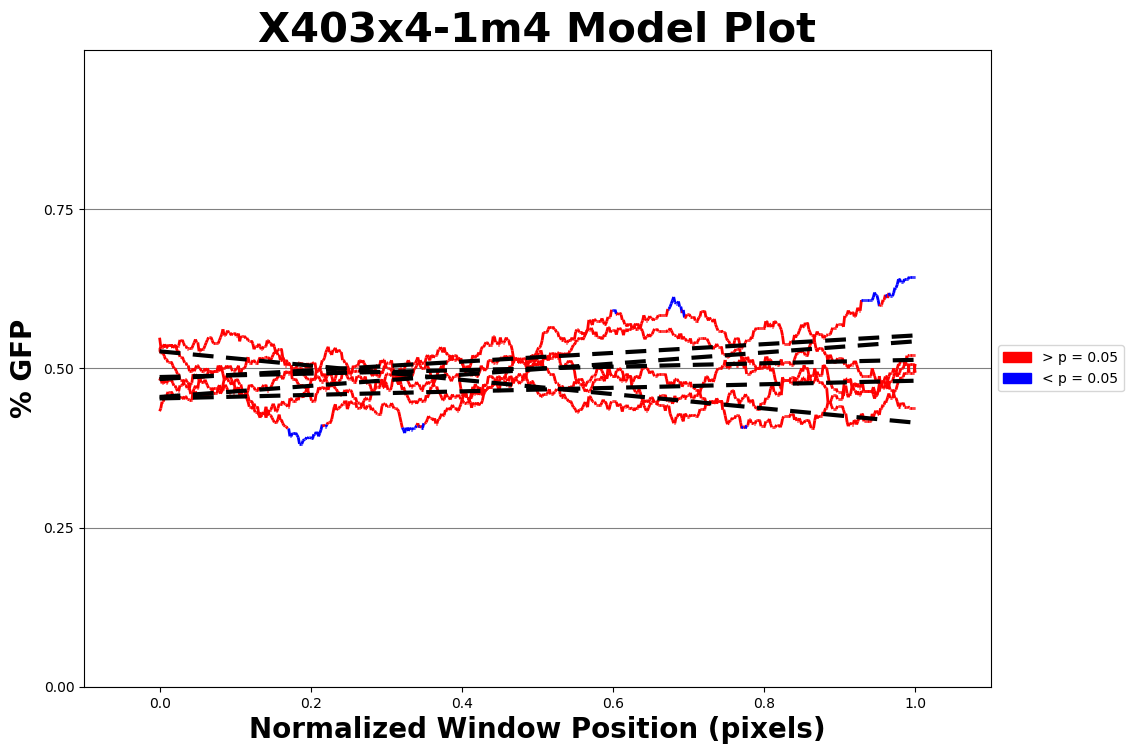 X403x4-1m4 Model Plot
% GFP
0.75
0.50
0.25
0.00
0.0 0.2 0.4 0.6 0.8 1.0
Normalized Window Position (pixels)
> p = 0.05
< p = 0.05